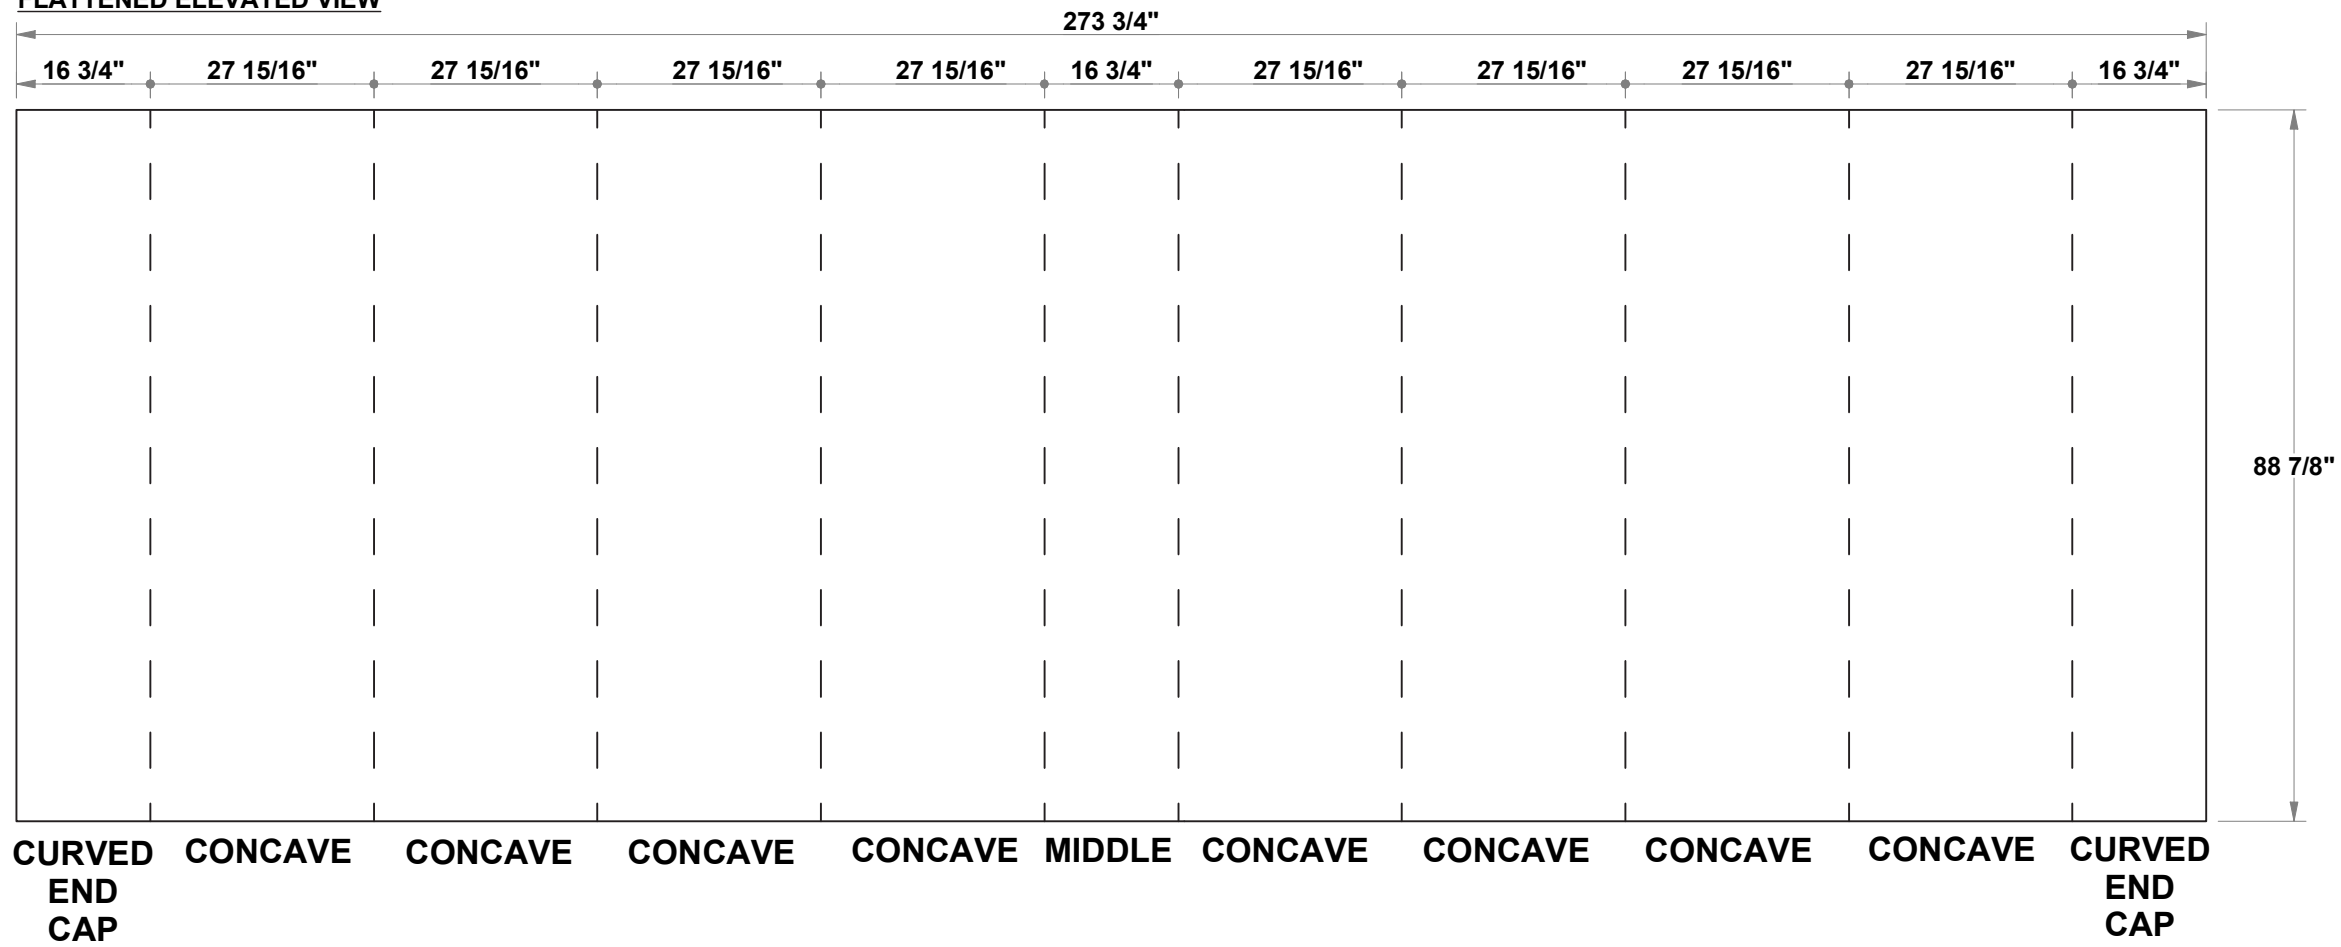 FLATTENED ELEVATED VIEW
273 3/4"
16 3/4" 27 15/16" 27 15/16" 27 15/16" 27 15/16" 16 3/4" 27 15/16" 27 15/16" 27 15/16" 27 15/16" 16 3/4"
88 7/8"
CURVED CONCAVE CONCAVE CONCAVE CONCAVE MIDDLE CONCAVE CONCAVE CONCAVE CONCAVE CURVED
END END
CAP CAP